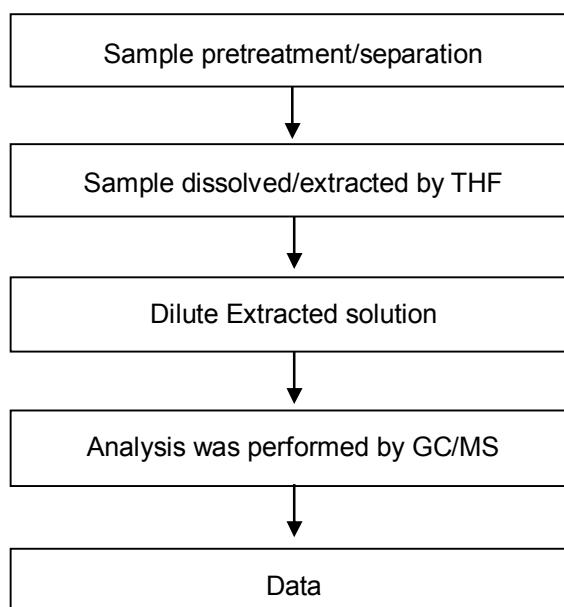 Sample pretreatment/separation
Sample dissolved/extracted by THF
Dilute Extracted solution
Analysis was performed by GC/MS
Data